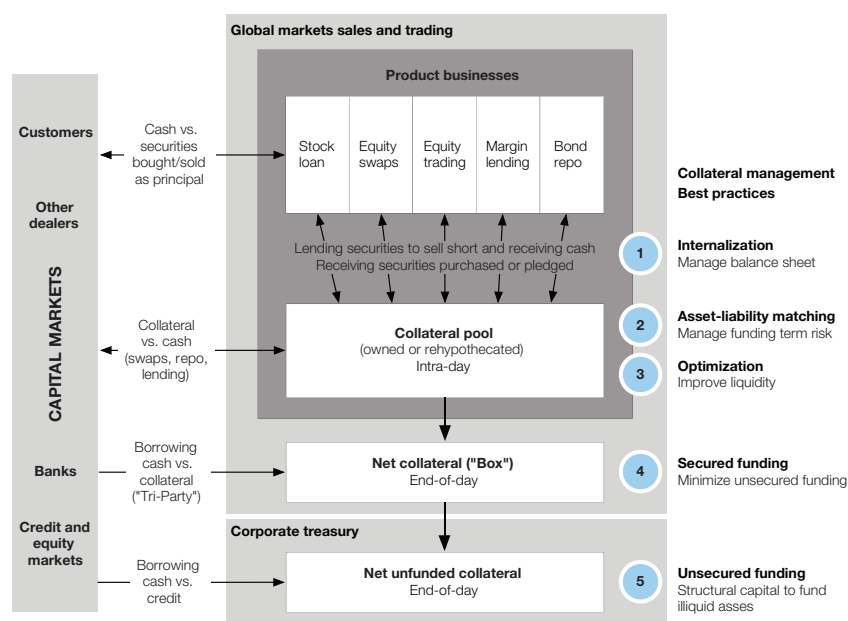 Global markets sales and trading
Product businesses
Customers
Other
dealers
CAPITAL MARKETS
Banks
Credit and
equity
markets
Cash vs.
securities
bought/sold
as principal
Stock
loan
Equity
swaps
Equity
trading
Margin
lending
Bond
repo
Collateral management
Best practices
Lending securities to sell short and receiving cash
Receiving securities purchased or pledged
1
Internalization
Manage balance sheet
Collateral
vs. cash
(swaps, repo,
lending)
Collateral pool
(owned or rehypothecated)
Intra-day
2
Asset-liability matching
Manage funding term risk
3
Optimization
Improve liquidity
Borrowing
cash vs.
collateral
("Tri-Party")
Net collateral ("Box")
End-of-day
4
Secured funding
Minimize unsecured funding
Corporate treasury
Borrowing
cash vs.
credit
Net unfunded collateral
End-of-day
5
Unsecured funding
Structural capital to fund
illiquid asses